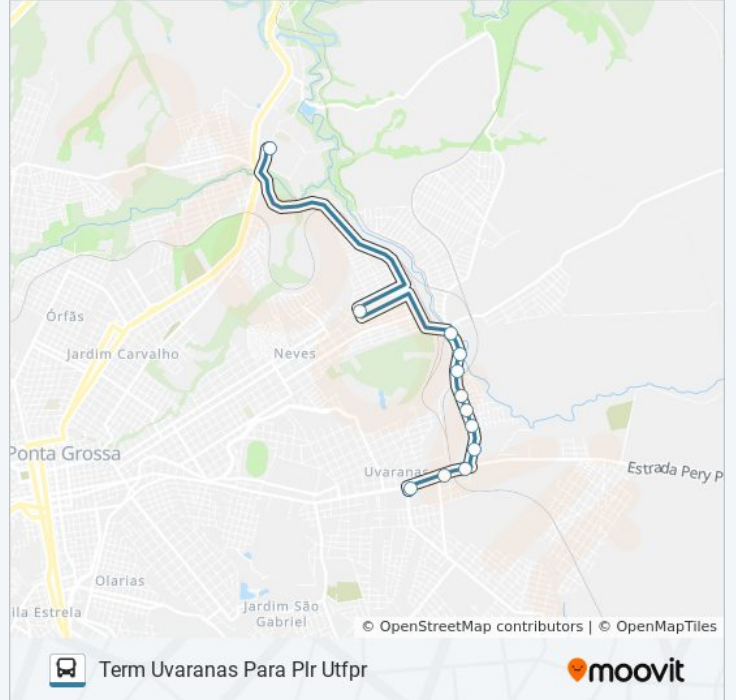 Órfãs
Jardim Carvalho
Neves
Ponta Grossa
Uvaranas
Estrada Pery P
Olarias
ila Estrela
Jardim São
Gabriel
© OpenStreetMap contributors | © OpenMapTiles
Term Uvaranas Para Plr Utfpr
moovit